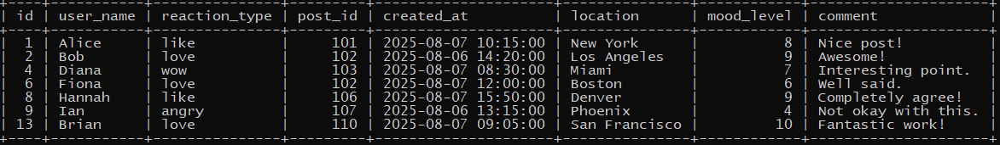 +----+-----------+---------------+---------+---------------------+---------------+------------+---------------------+
| id | user_name | reaction_type | post_id | created_at          | location      | mood_level | comment             |
+----+-----------+---------------+---------+---------------------+---------------+------------+---------------------+
|  1 | Alice     | like          |     101 | 2025-08-07 10:15:00 | New York      |          8 | Nice post!          |
|  2 | Bob       | love          |     102 | 2025-08-06 14:20:00 | Los Angeles   |          9 | Awesome!            |
|  4 | Diana     | wow           |     103 | 2025-08-07 08:30:00 | Miami         |          7 | Interesting point.  |
|  6 | Fiona     | love          |     102 | 2025-08-07 12:00:00 | Boston        |          6 | Well said.          |
|  8 | Hannah    | like          |     106 | 2025-08-07 15:50:00 | Denver        |          9 | Completely agree!   |
|  9 | Ian       | angry         |     107 | 2025-08-06 13:15:00 | Phoenix       |          4 | Not okay with this. |
| 13 | Brian     | love          |     110 | 2025-08-07 09:05:00 | San Francisco |         10 | Fantastic work!     |
+----+-----------+---------------+---------+---------------------+---------------+------------+---------------------+